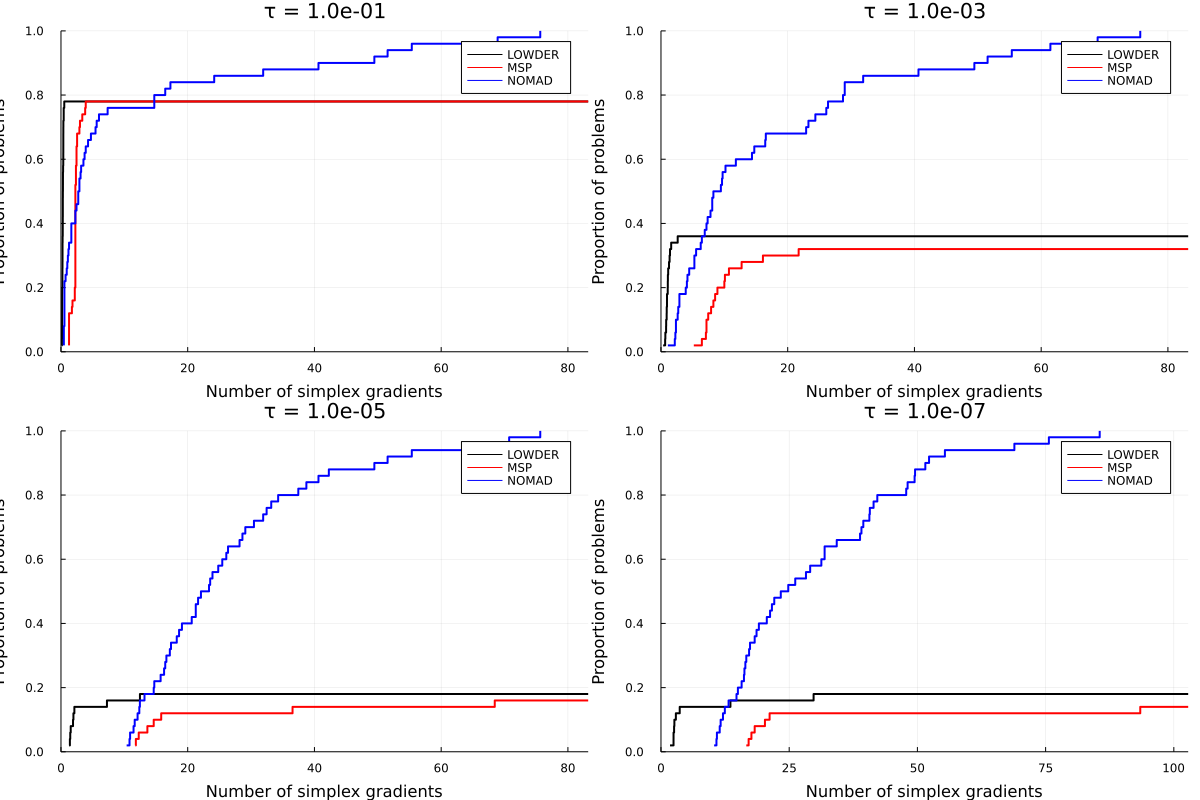 τ = 1.0e-01
1.0
0.8
0.6
0.4
0.2
0.0
Proportion of problems
LOWDER
MSP
NOMAD
0 20 40 60 80
Number of simplex gradients
τ = 1.0e-03
1.0
0.8
0.6
0.4
0.2
0.0
Proportion of problems
LOWDER
MSP
NOMAD
0 20 40 60 80
Number of simplex gradients
τ = 1.0e-05
1.0
0.8
0.6
0.4
0.2
0.0
Proportion of problems
LOWDER
MSP
NOMAD
0 20 40 60 80
Number of simplex gradients
τ = 1.0e-07
1.0
0.8
0.6
0.4
0.2
0.0
Proportion of problems
LOWDER
MSP
NOMAD
0 25 50 75 100
Number of simplex gradients